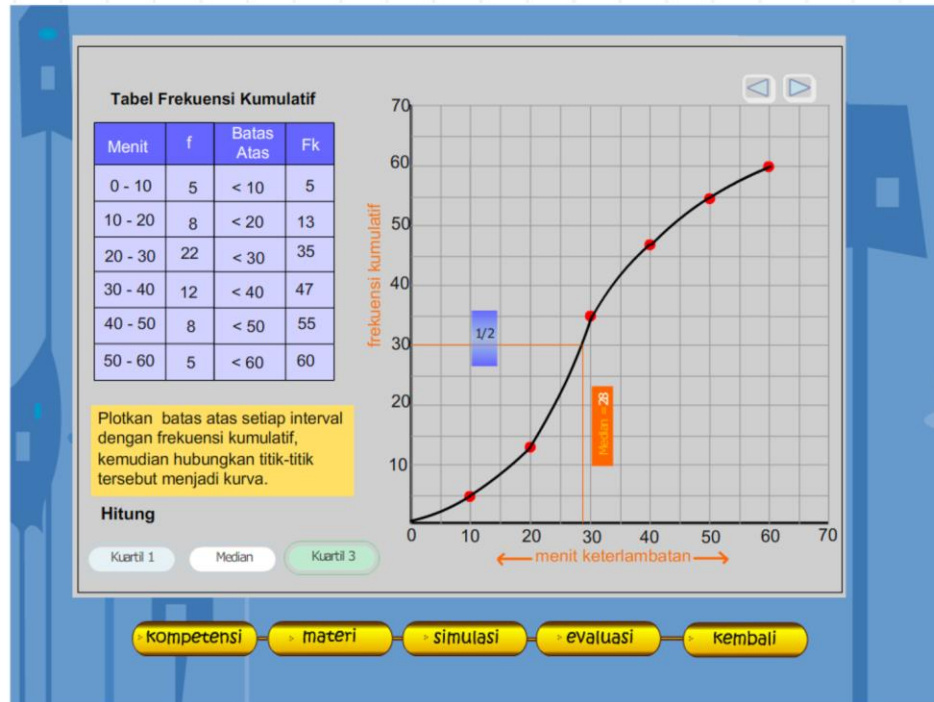 Tabel Frekuensi Kumulatif
Menit f Batas Atas Fk
0 - 10 5 < 10 5
10 - 20 8 < 20 13
20 - 30 22 < 30 35
30 - 40 12 < 40 47
40 - 50 8 < 50 55
50 - 60 5 < 60 60
Plotkan batas atas setiap interval
dengan frekuensi kumulatif,
kemudian hubungkan titik-titik
tersebut menjadi kurva.
Hitung
Kuartil 1 Median Kuartil 3
frekuensi kumulatif
70
60
50
40
30
20
10
1/2
Median =28
0 10 20 30 40 50 60 70
menit keterlambatan
kompetensi materi simulasi evaluasi kembali